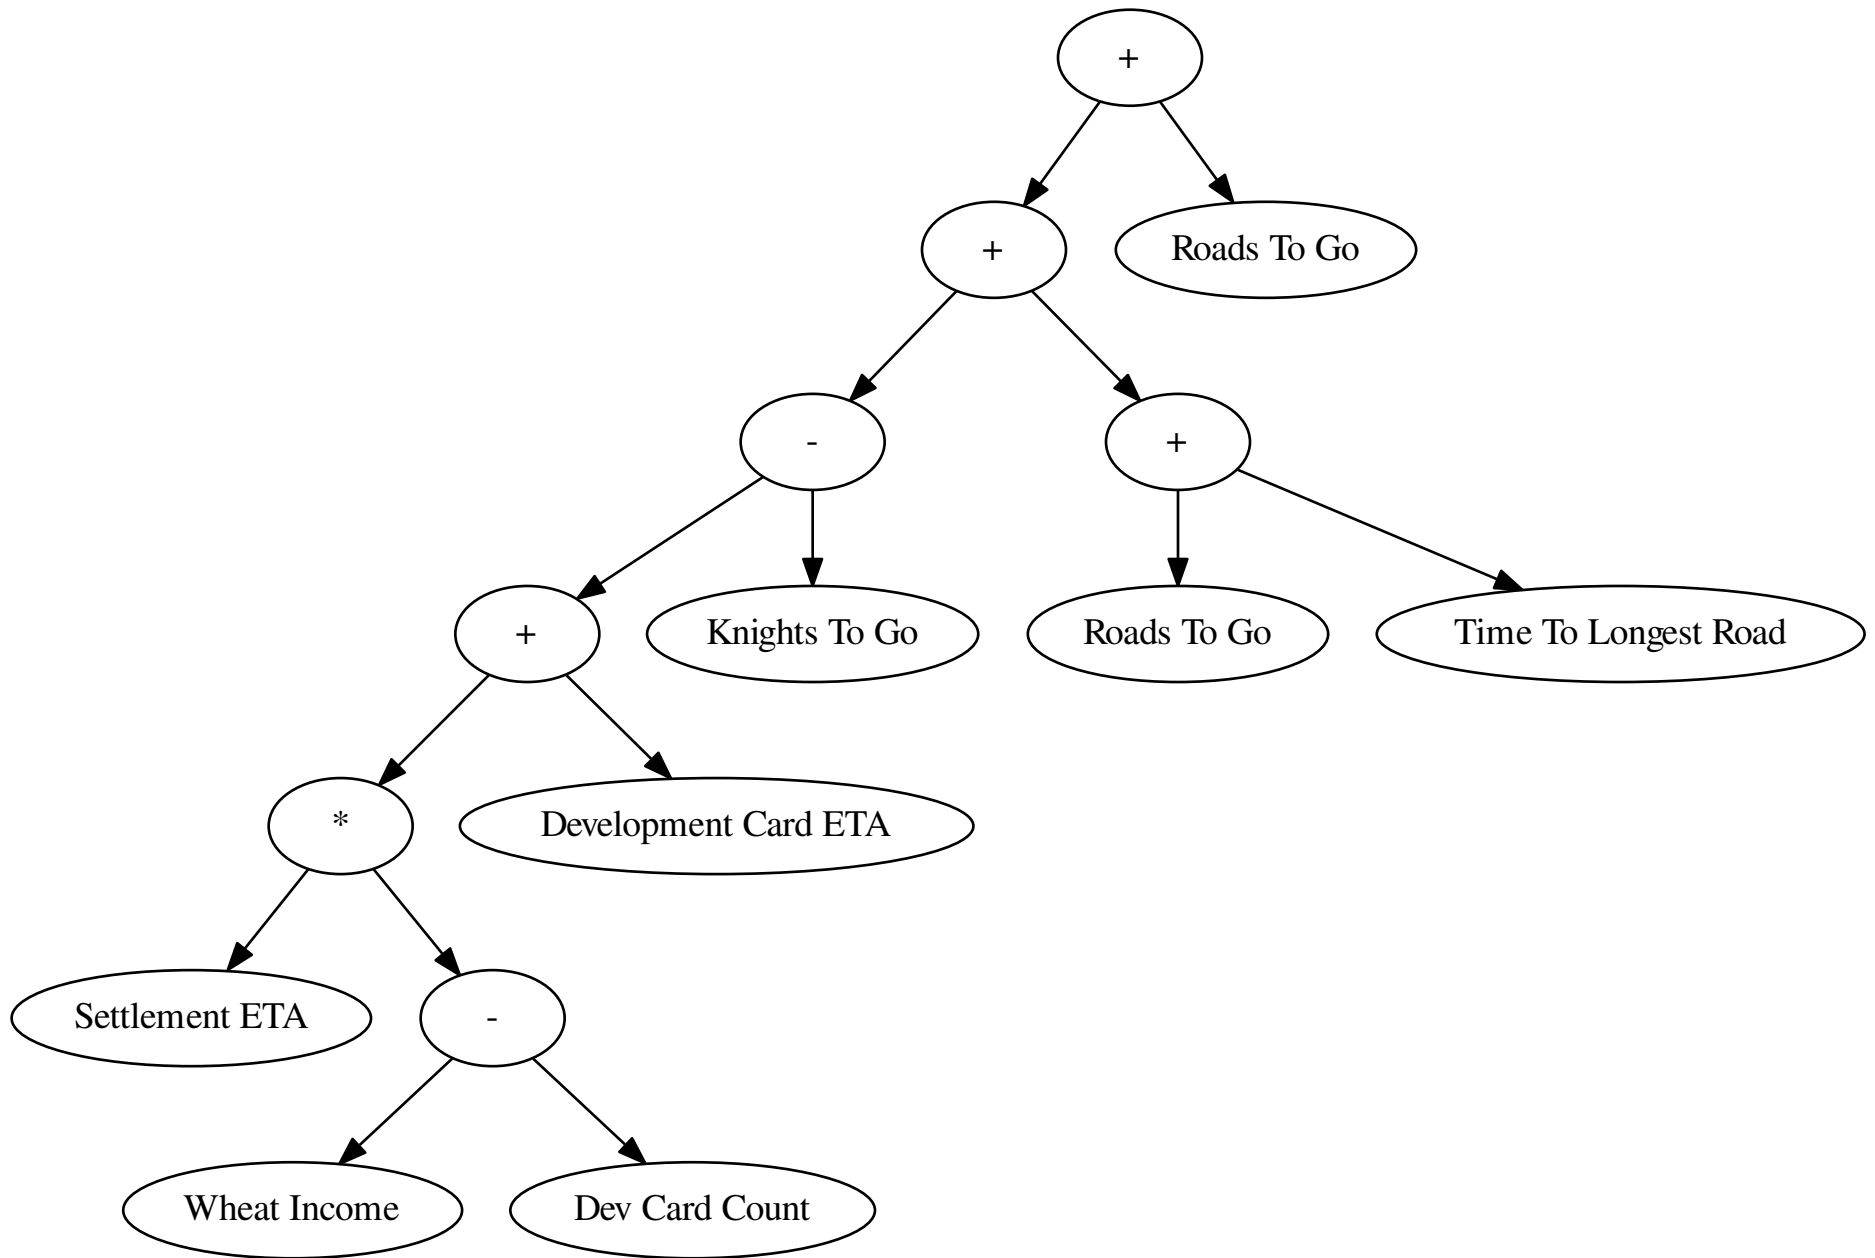 +
+
Roads To Go
-
+
+
Knights To Go
Roads To Go
Time To Longest Road
*
Development Card ETA
Settlement ETA
-
Wheat Income
Dev Card Count